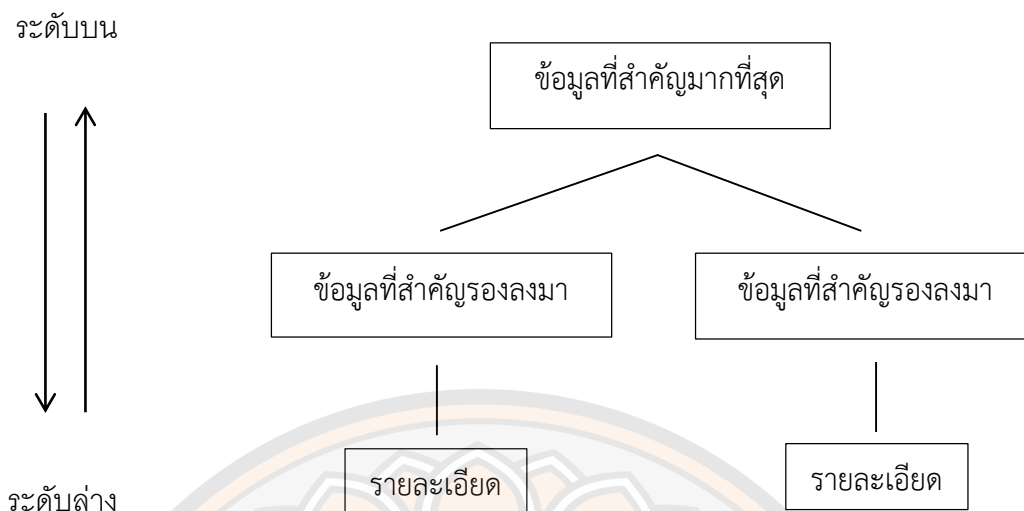 ระดับบน
ข้อมูลที่สำคัญมากที่สุด
ข้อมูลที่สำคัญรองลงมา
ข้อมูลที่สำคัญรองลงมา
รายละเอียด
รายละเอียด
ระดับล่าง